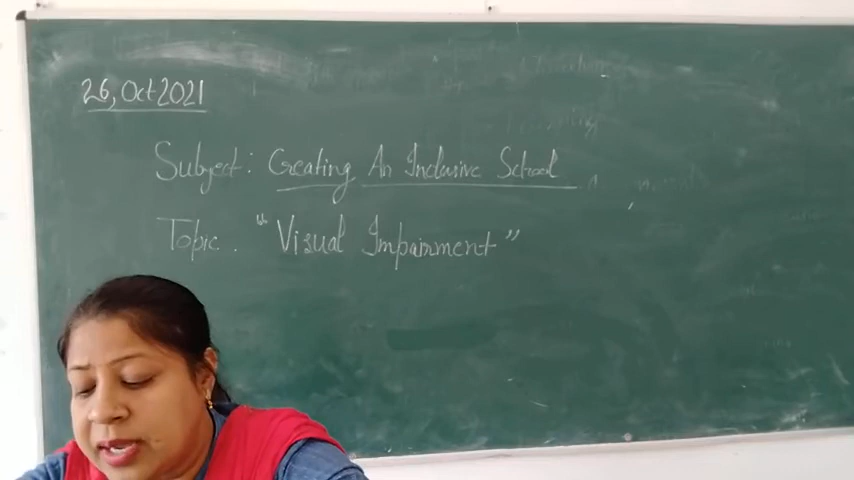 26, Oct 2021
Subject: Creating An Inclusive School
Topic. "Visual Impairment"